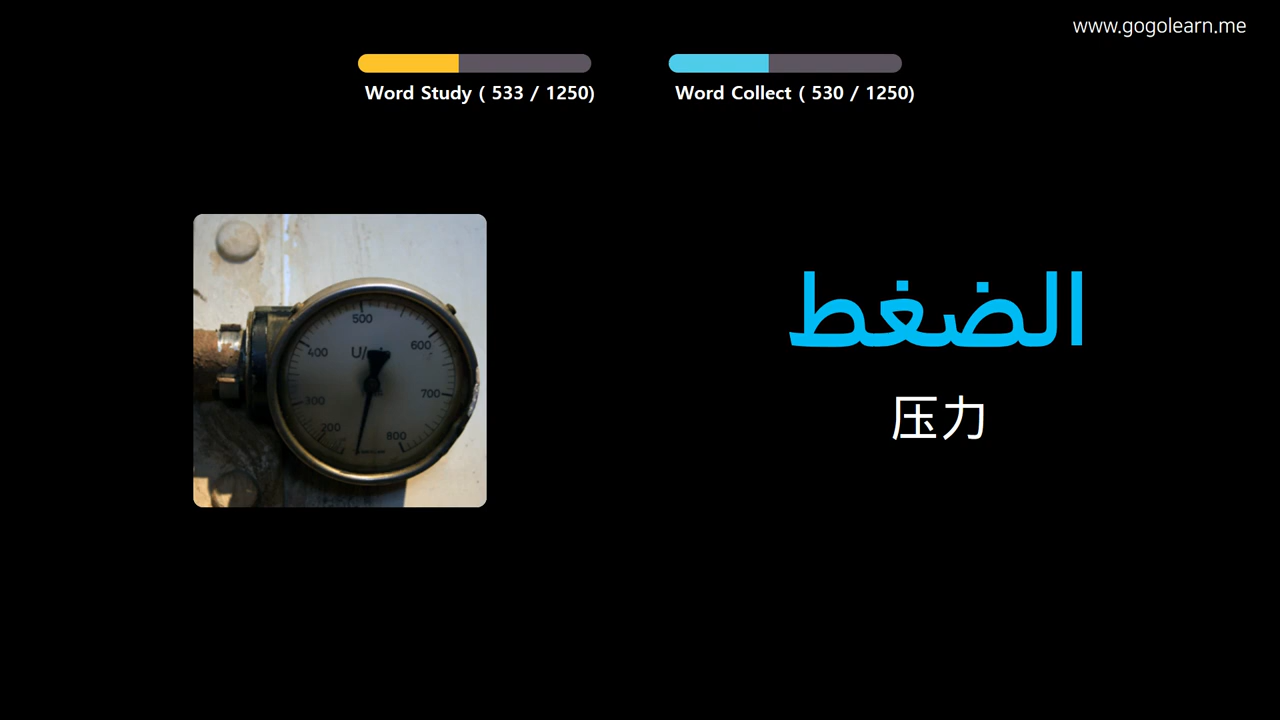 www.gogolearn.me
Word Study ( 533 / 1250)
Word Collect ( 530 / 1250)
الضغط
压力
500
400
600
300
700
200
800